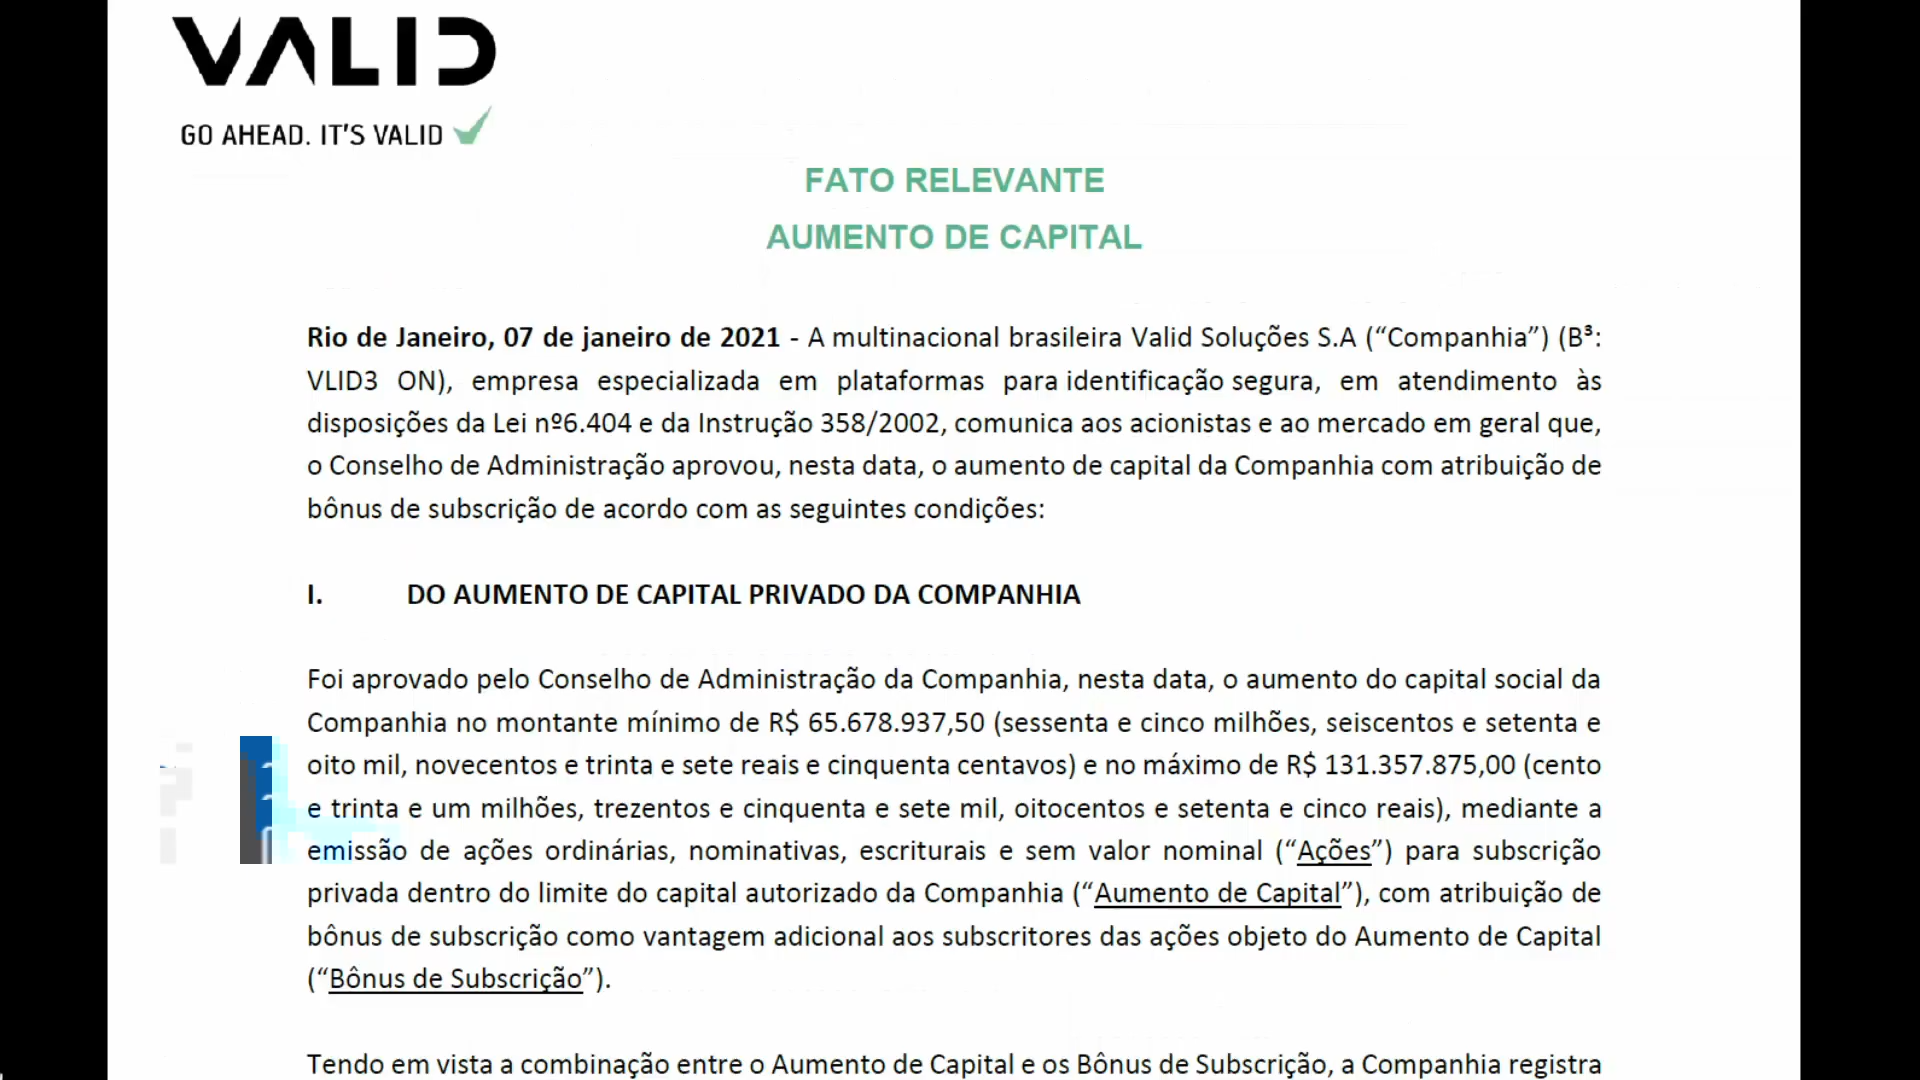 VALID
GO AHEAD. IT'S VALID
FATO RELEVANTE
AUMENTO DE CAPITAL
Rio de Janeiro, 07 de janeiro de 2021 - A multinacional brasileira Valid Soluções S.A (“Companhia”) (B³:
VLID3 ON), empresa especializada em plataformas para identificação segura, em atendimento às
disposições da Lei nº6.404 e da Instrução 358/2002, comunica aos acionistas e ao mercado em geral que,
o Conselho de Administração aprovou, nesta data, o aumento de capital da Companhia com atribuição de
bônus de subscrição de acordo com as seguintes condições:
I. DO AUMENTO DE CAPITAL PRIVADO DA COMPANHIA
Foi aprovado pelo Conselho de Administração da Companhia, nesta data, o aumento do capital social da
Companhia no montante mínimo de R$ 65.678.937,50 (sessenta e cinco milhões, seiscentos e setenta e
oito mil, novecentos e trinta e sete reais e cinquenta centavos) e no máximo de R$ 131.357.875,00 (cento
e trinta e um milhões, trezentos e cinquenta e sete mil, oitocentos e setenta e cinco reais), mediante a
emissão de ações ordinárias, nominativas, escriturais e sem valor nominal (“Ações”) para subscrição
privada dentro do limite do capital autorizado da Companhia (“Aumento de Capital”), com atribuição de
bônus de subscrição como vantagem adicional aos subscritores das ações objeto do Aumento de Capital
(“Bônus de Subscrição”).
Tendo em vista a combinação entre o Aumento de Capital e os Bônus de Subscrição, a Companhia registra